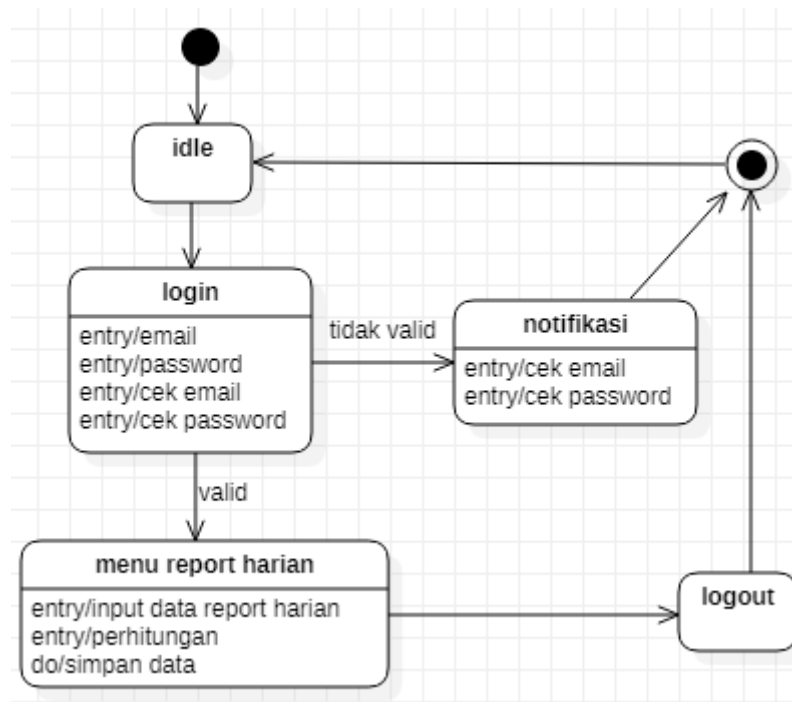 idle
login
entry/email
entry/password
entry/cek email
entry/cek password
tidak valid
notifikasi
entry/cek email
entry/cek password
valid
menu report harian
entry/input data report harian
entry/perhitungan
do/simpan data
logout